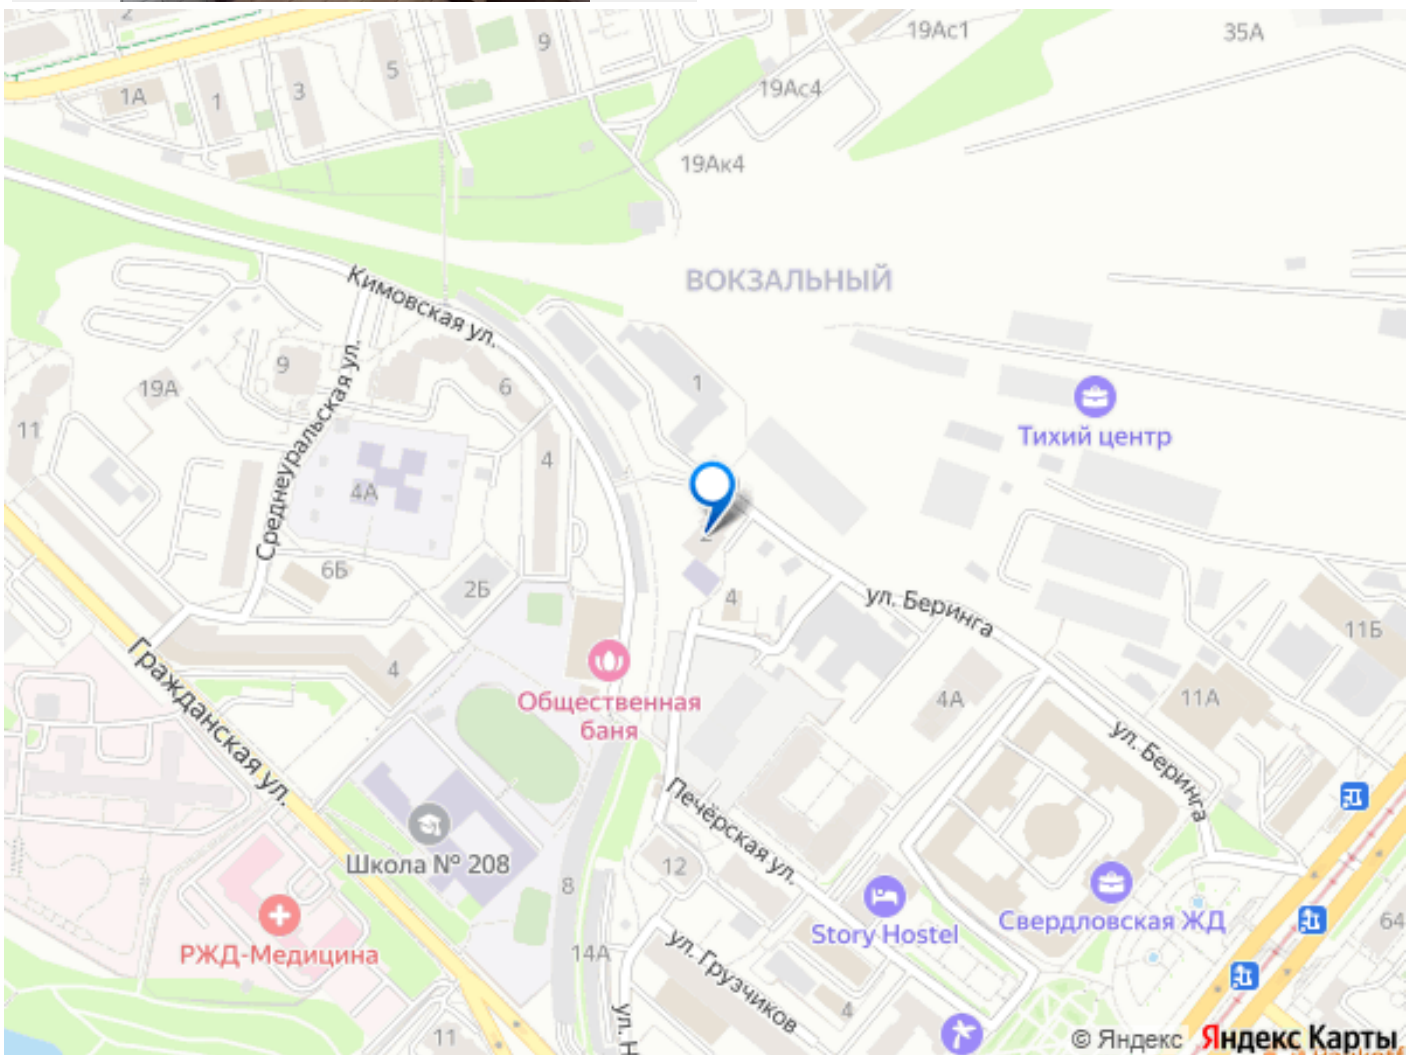 2
9
19Ас1
35А
5
1А
1
3
19Ас4
19Ак4
ВОКЗАЛЬНЫЙ
Кимовская ул.
9
19А
6
1
11
Среднеуральская ул.
4
Тихий центр
4А
2
6Б
2Б
4
ул. Беринга
11Б
Гражданская ул.
4
Общественная
баня
4А
11А
ул. Беринга
Печёрская ул.
Школа № 208
12
8
Story Hostel
Свердловская ЖД
64
РЖД-Медицина
14А
ул. Грузчиков
4
ул. Н
11
© Яндекс Яндекс Карты